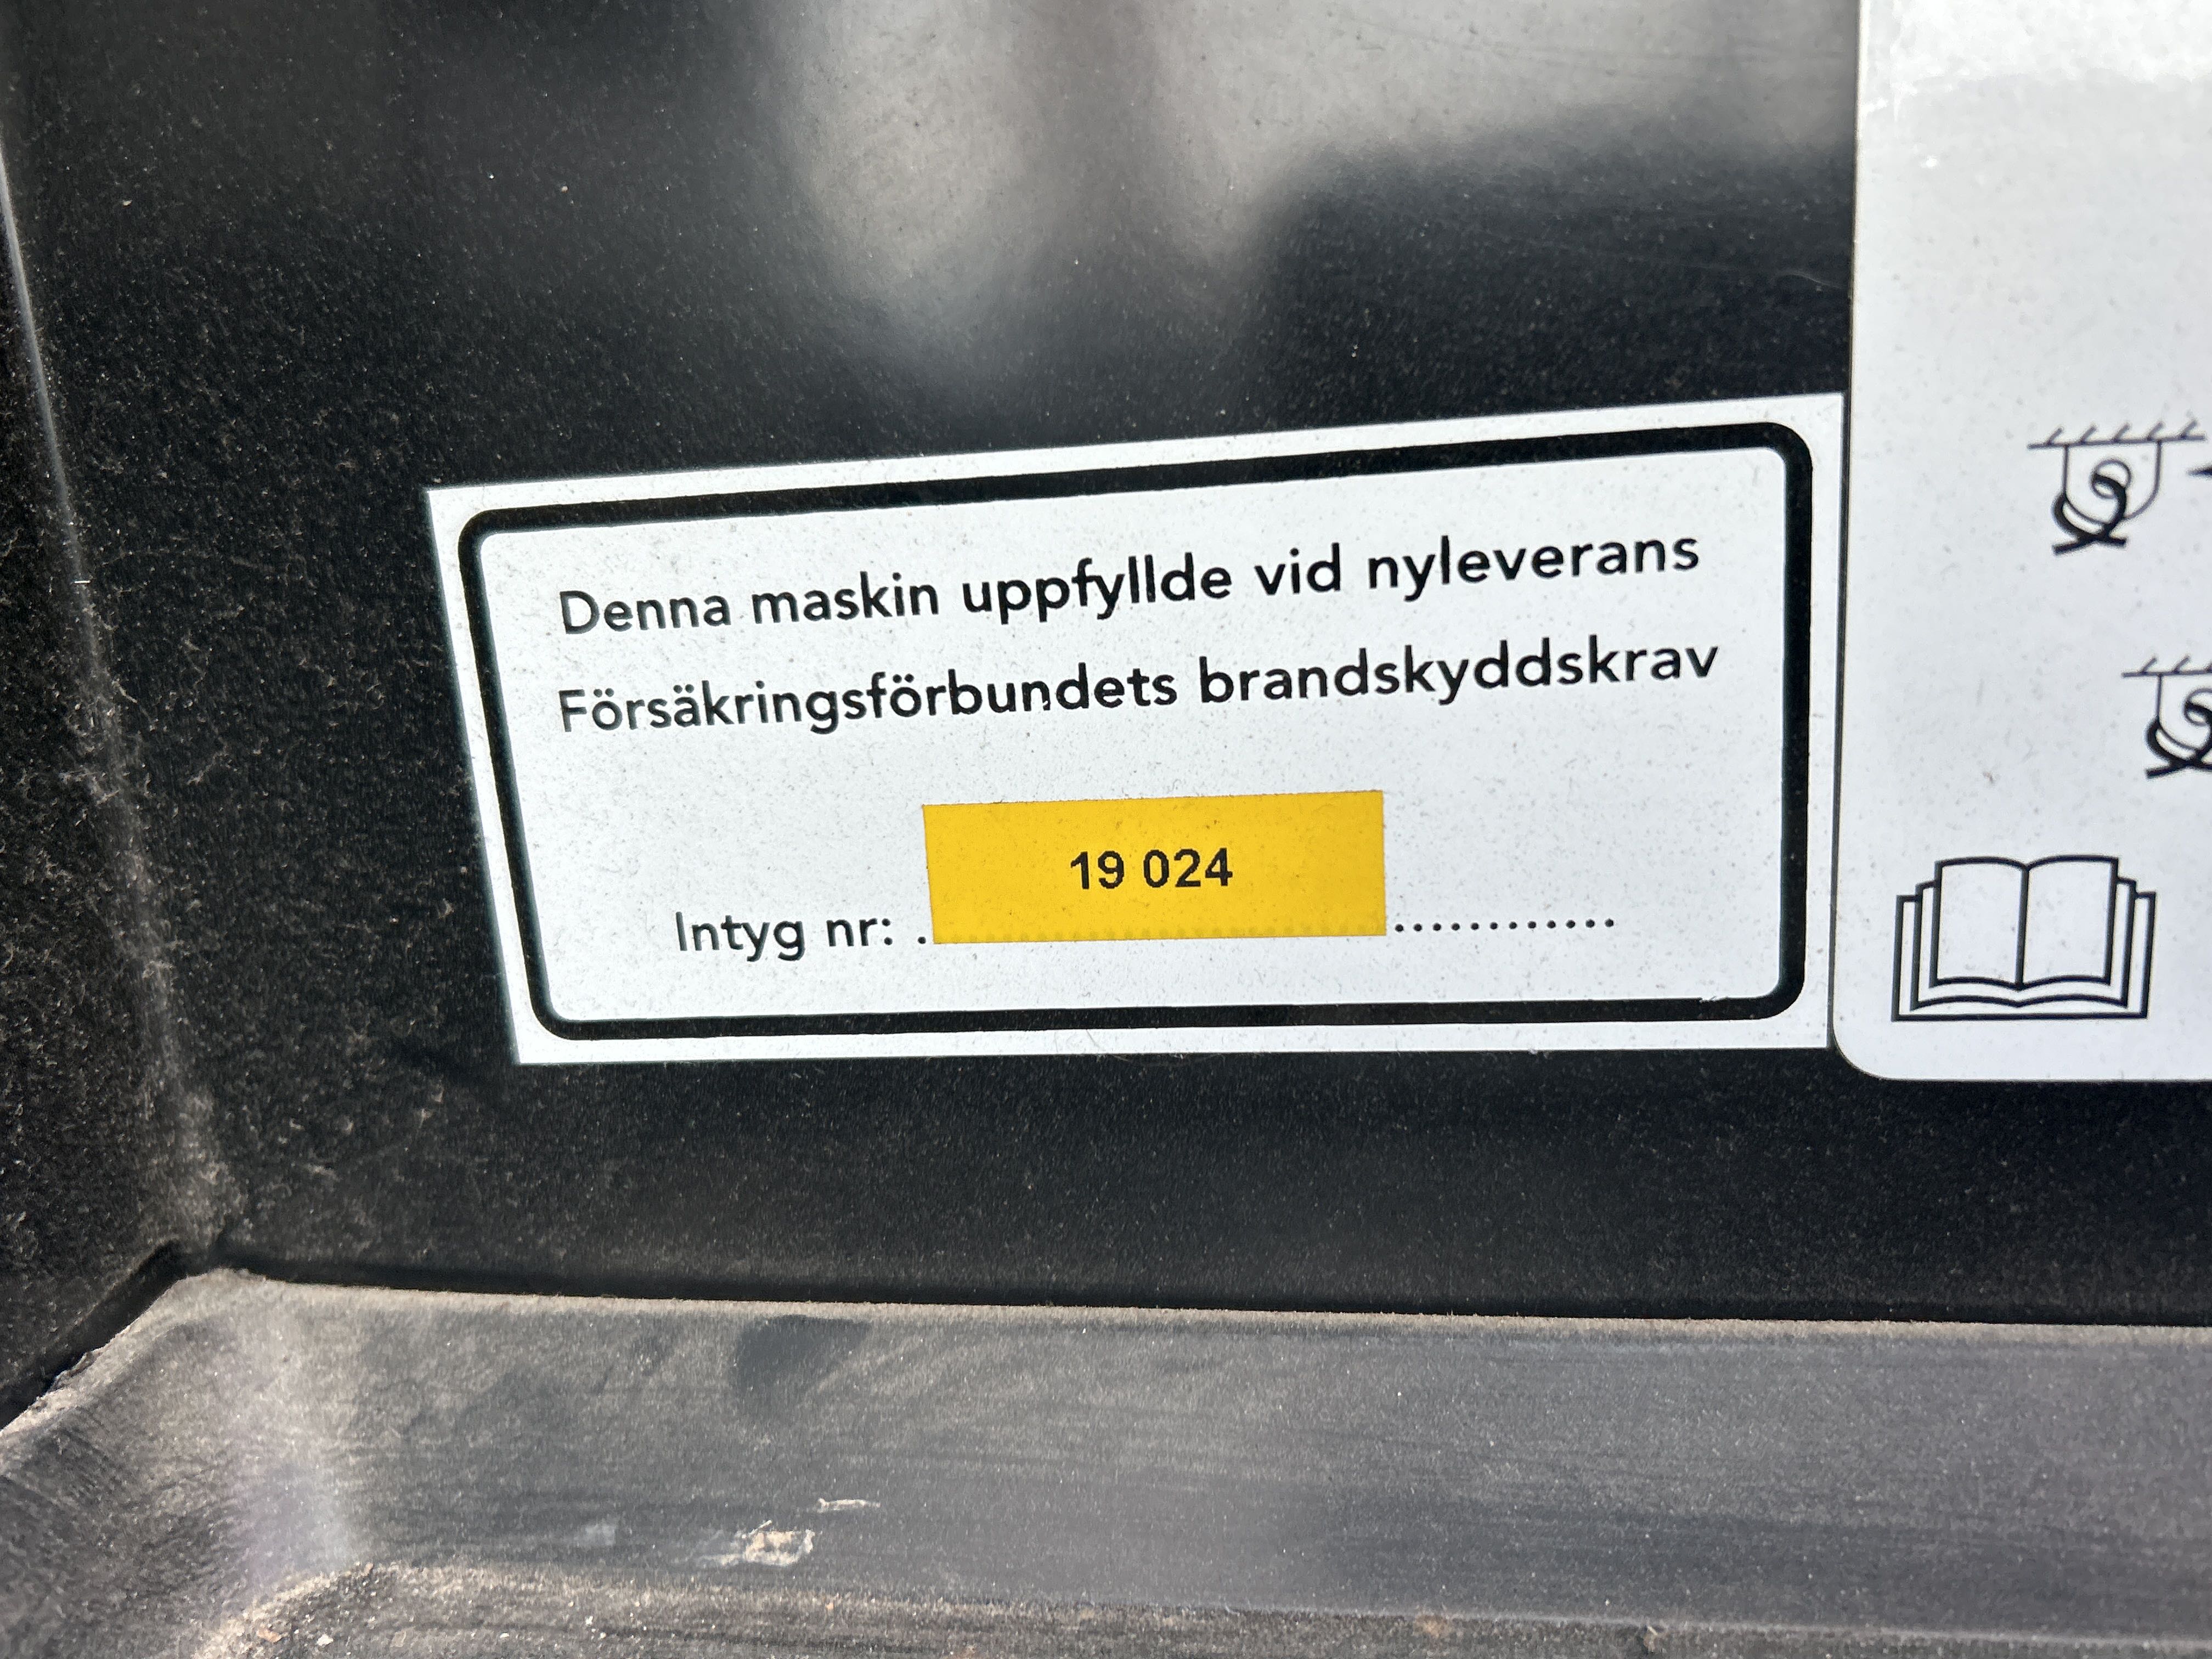 Denna maskin uppfyllde vid nyleverans
Försäkringsförbundets brandskyddskrav
19 024
Intyg nr: .............